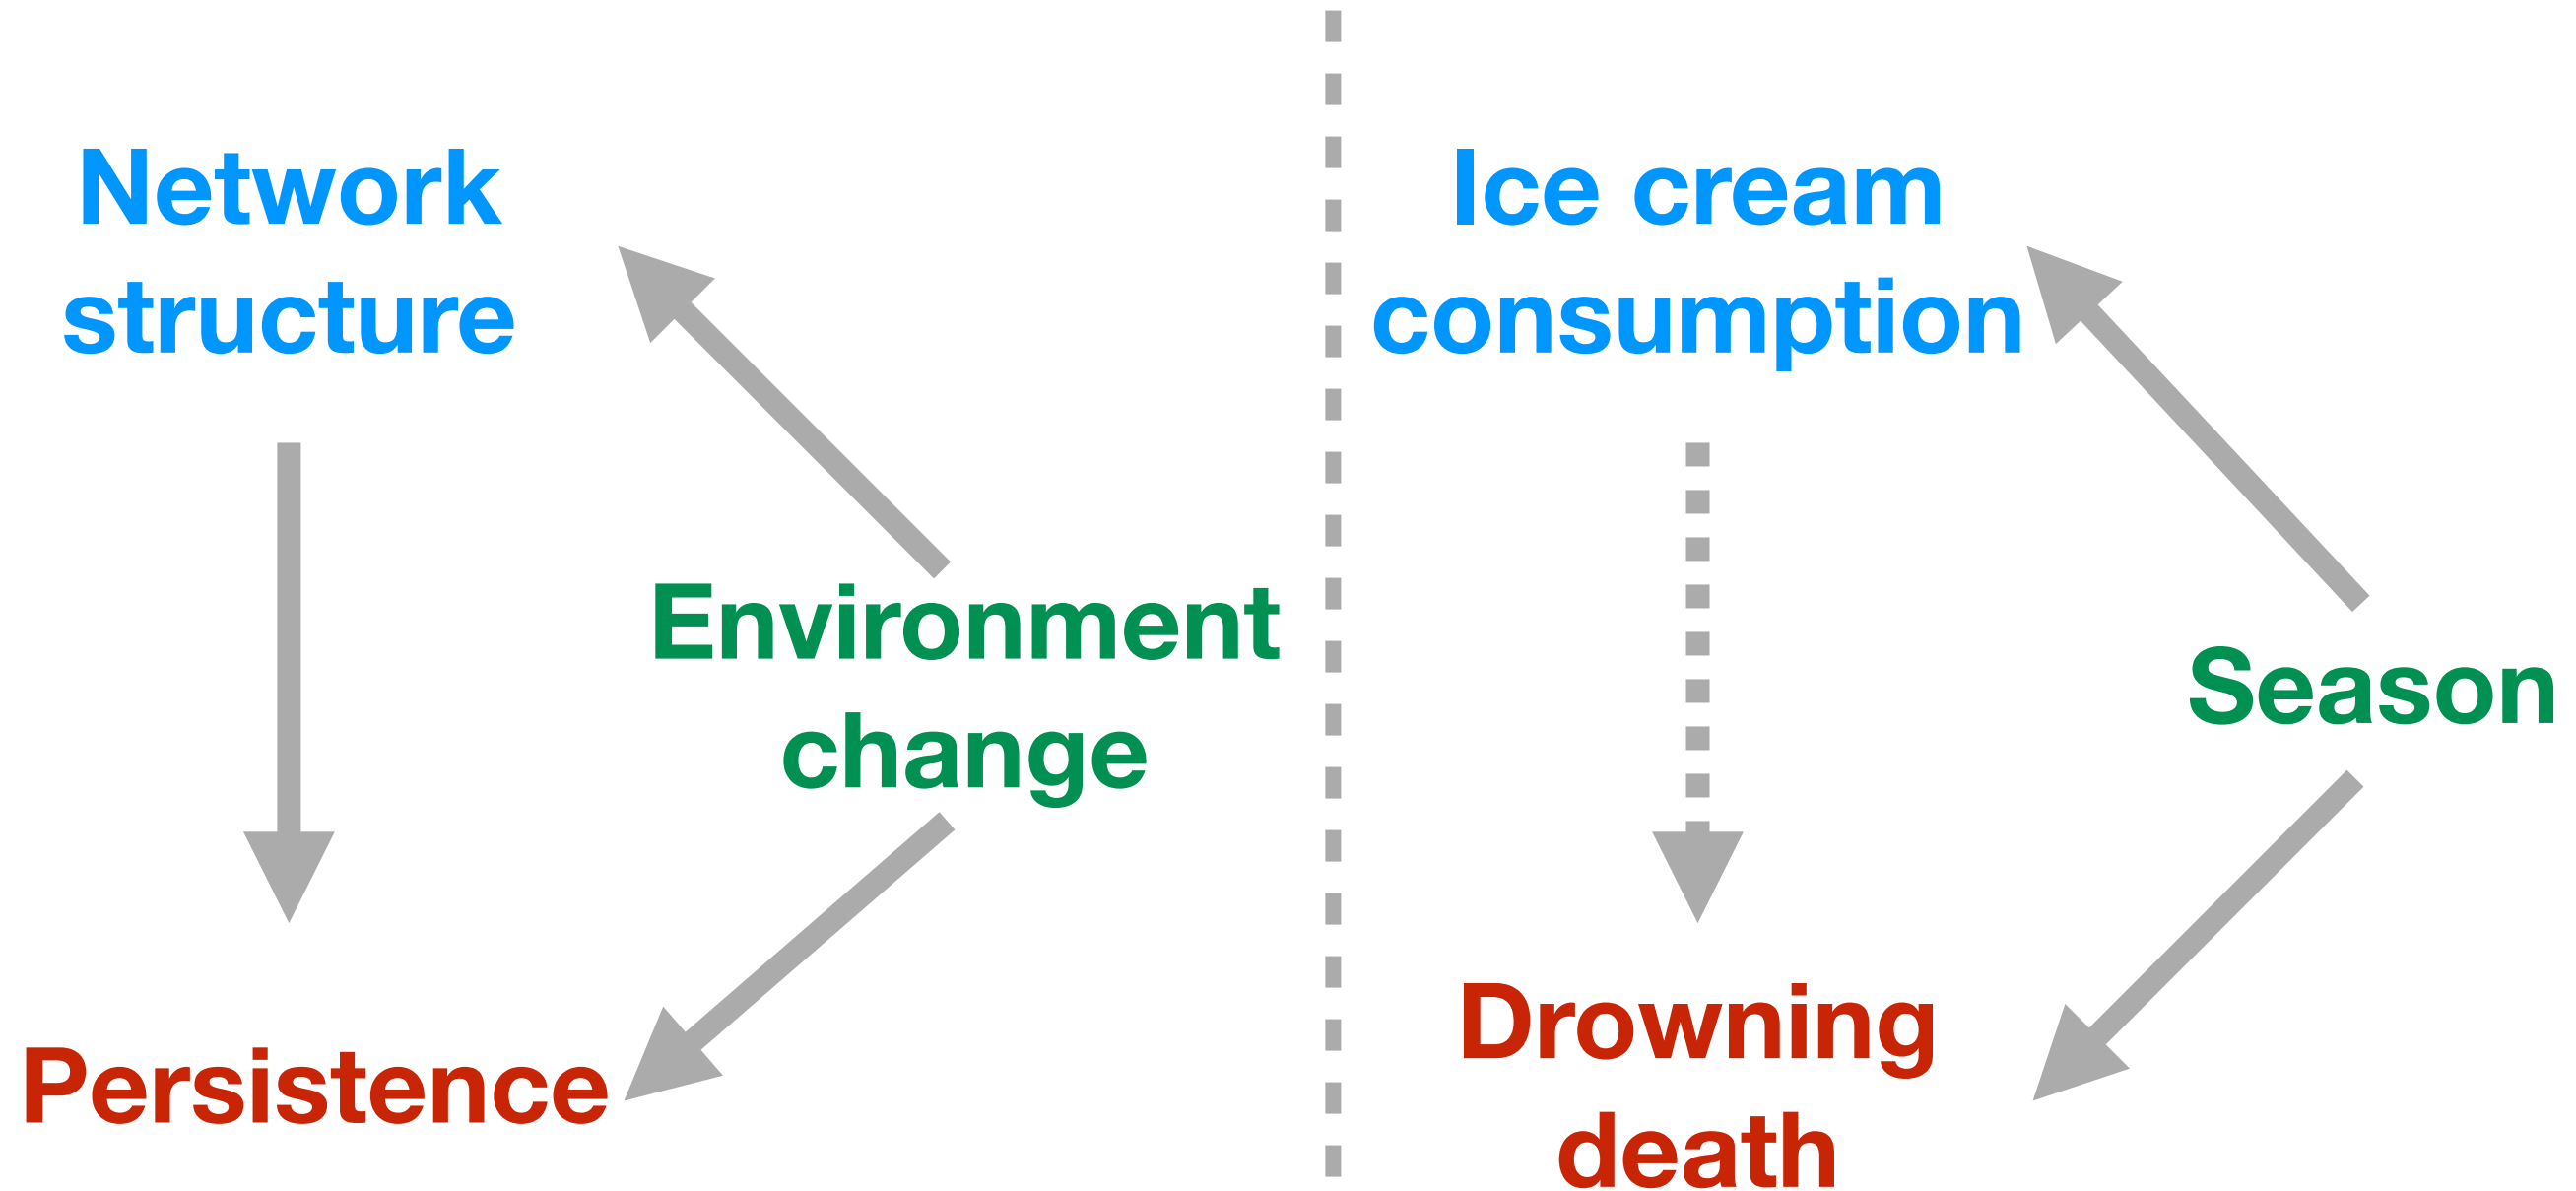 Network
structure
Environment
change
Persistence
Ice cream
consumption
Season
Drowning
death